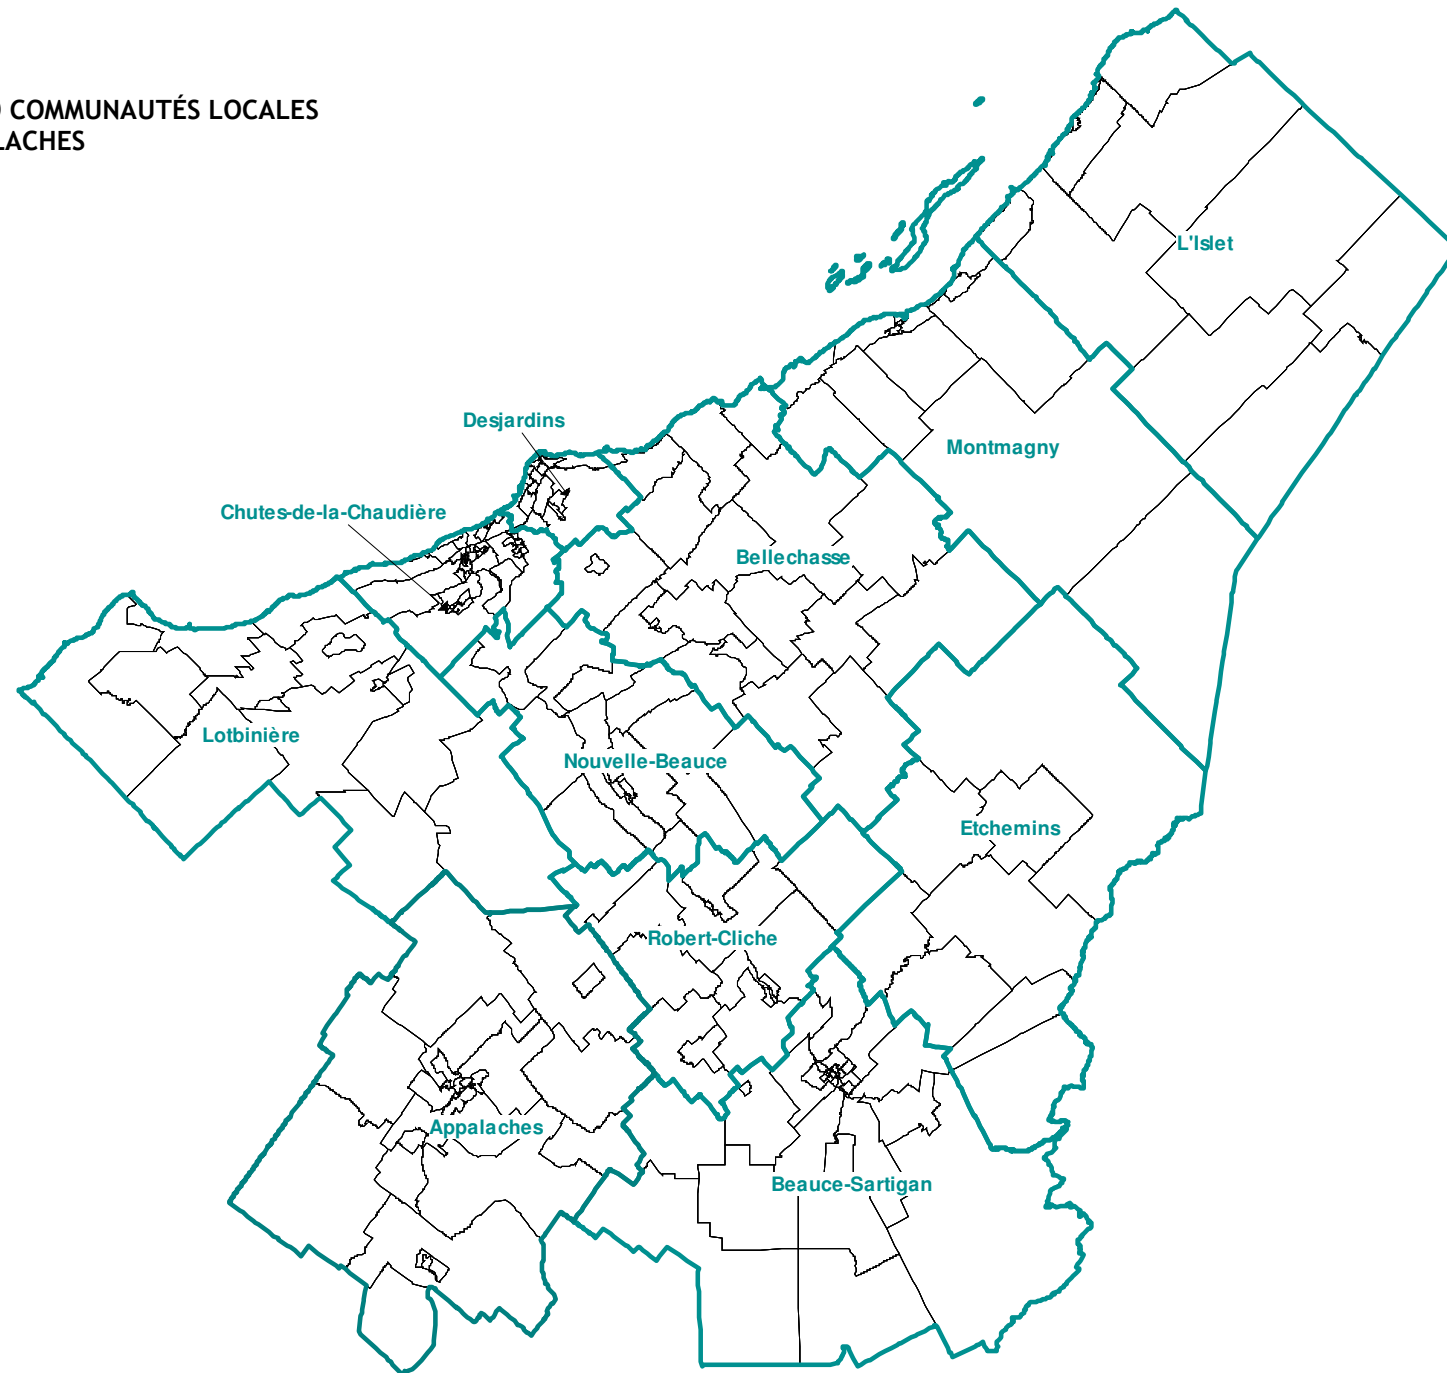 COMMUNAUTÉS LOCALES
LACHES
L'Islet
Desjardins
Montmagny
Chutes-de-la-Chaudière
Bellechasse
Lotbinière
Nouvelle-Beauce
Etchemins
Robert-Cliche
Appalaches
Beauce-Sartigan